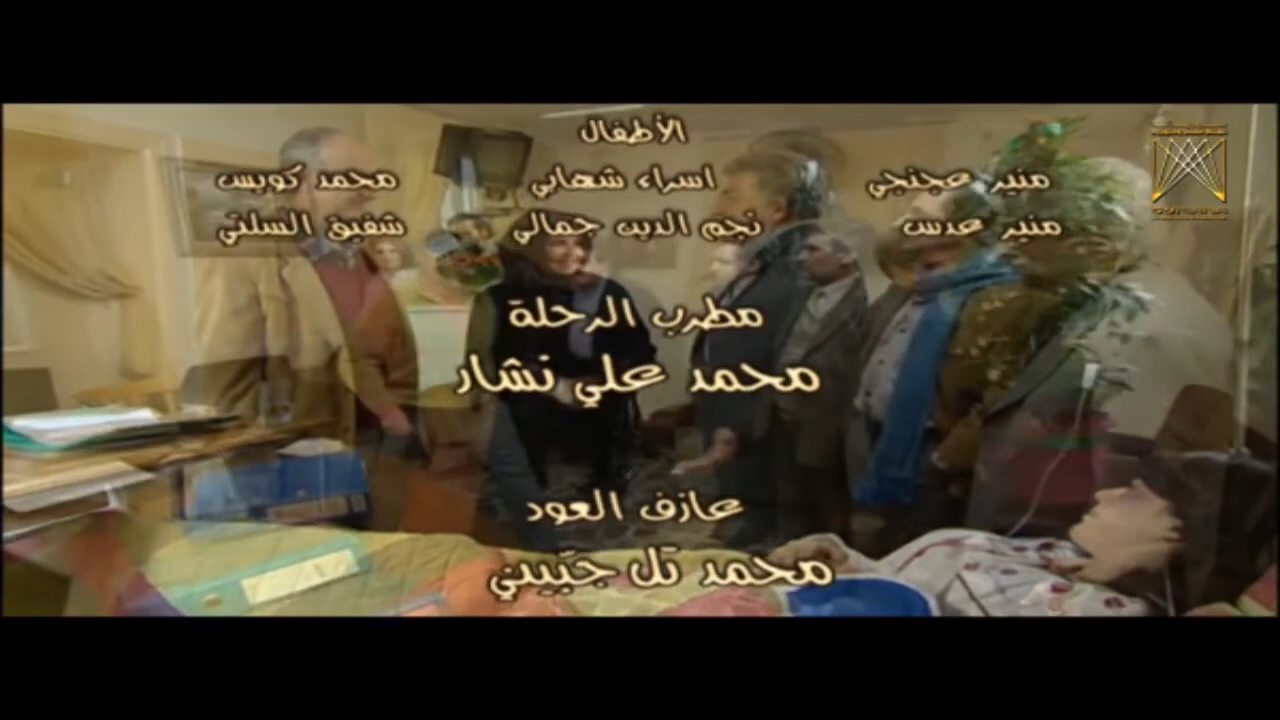 الأطفال
منير عجنجي اسراء شهابي محمد كويس
منير عدس نجم الدين جمالي شفيق السلتي
مطرب الرحلة
محمد علي نشار
عازف العود
محمد تل جَبيني